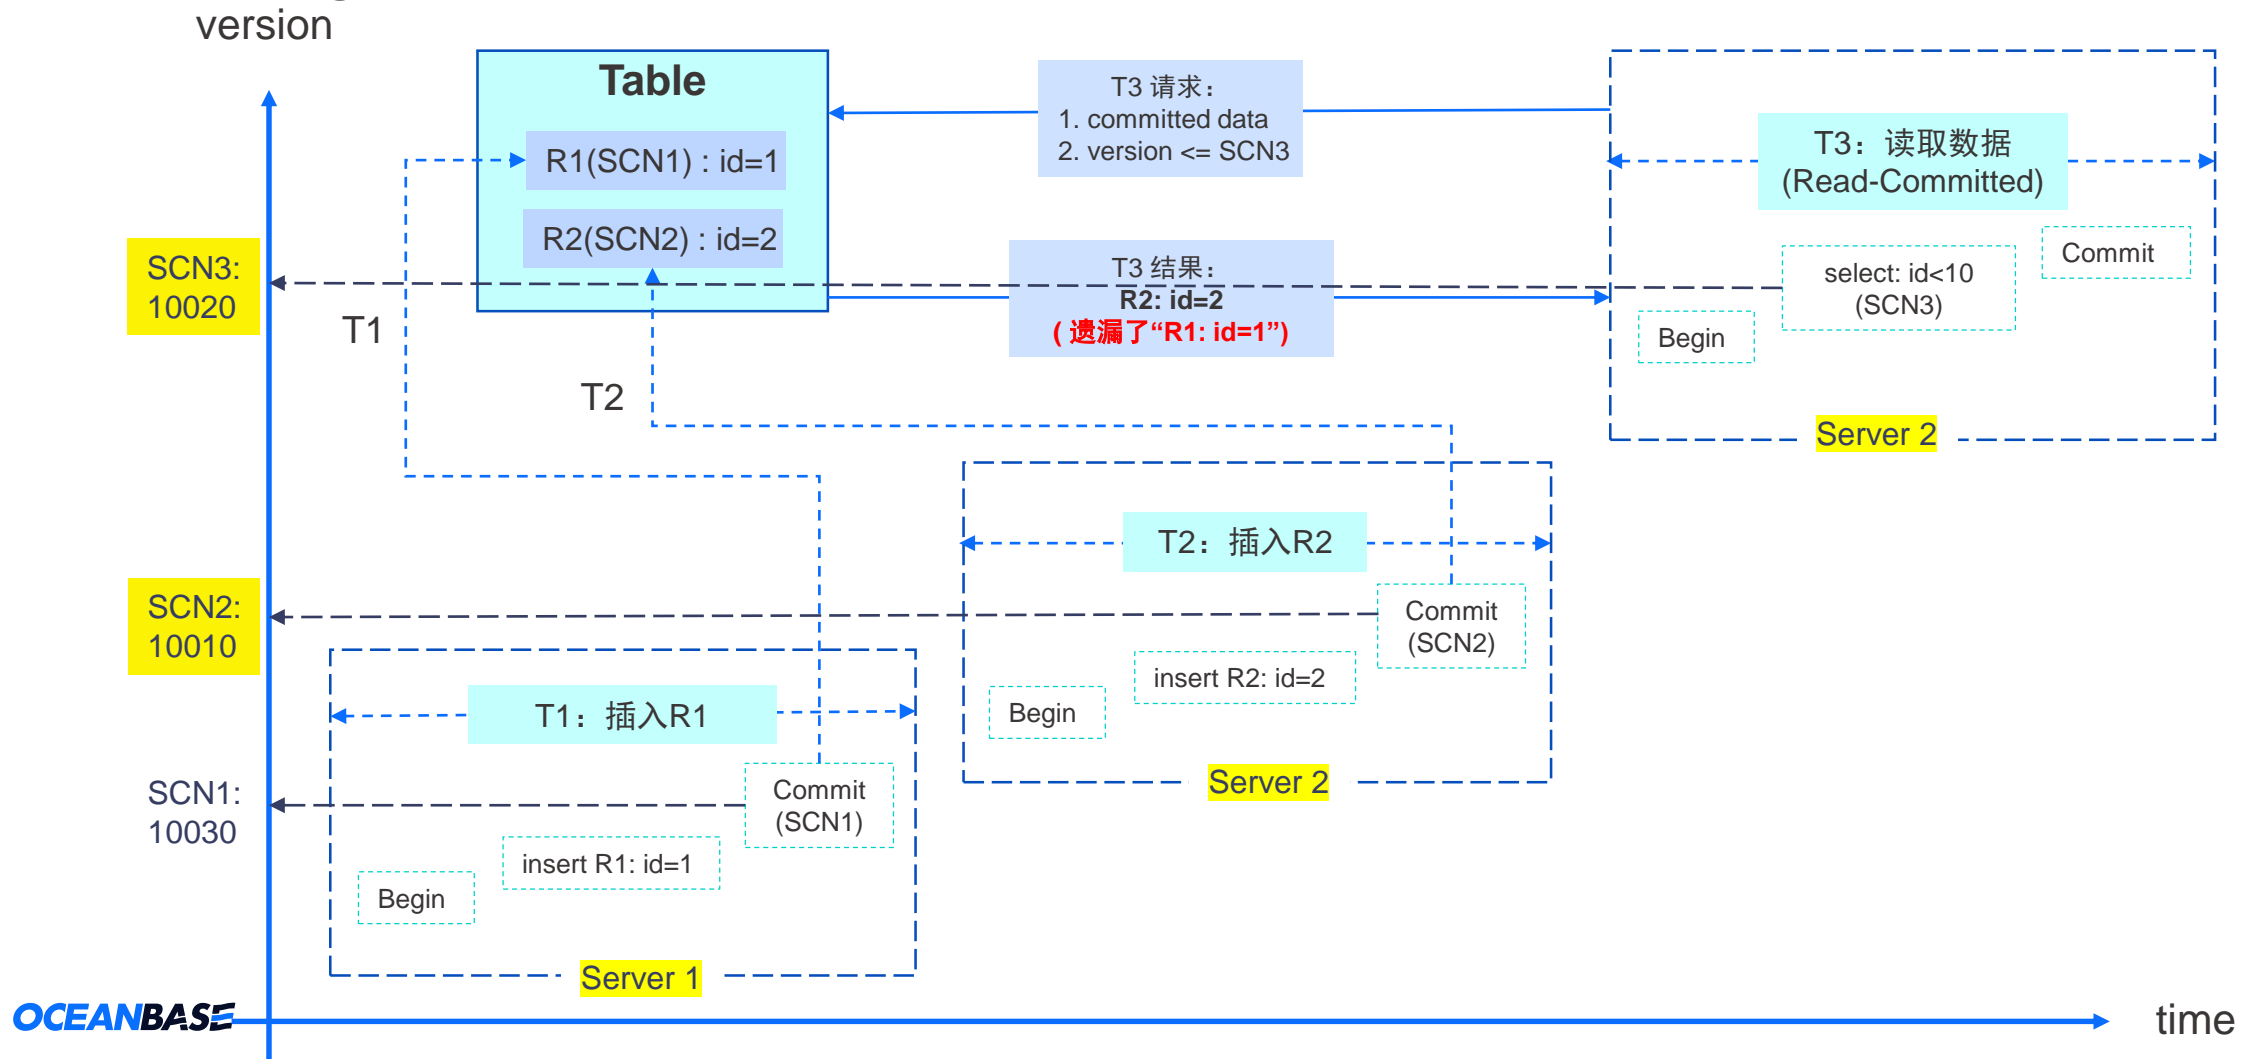 version
Table
R1(SCN1) : id=1
R2(SCN2) : id=2
T3 请求：
1. committed data
2. version <= SCN3
T3：读取数据
(Read-Committed)
Commit
select: id<10
(SCN3)
Begin
Server 2
T3 结果：
R2: id=2
( 遗漏了“R1: id=1”)
SCN3:
10020
T1
T2
T2：插入R2
Commit
(SCN2)
insert R2: id=2
Begin
Server 2
SCN2:
10010
T1：插入R1
Commit
(SCN1)
insert R1: id=1
Begin
Server 1
SCN1:
10030
OCEANBASE
time